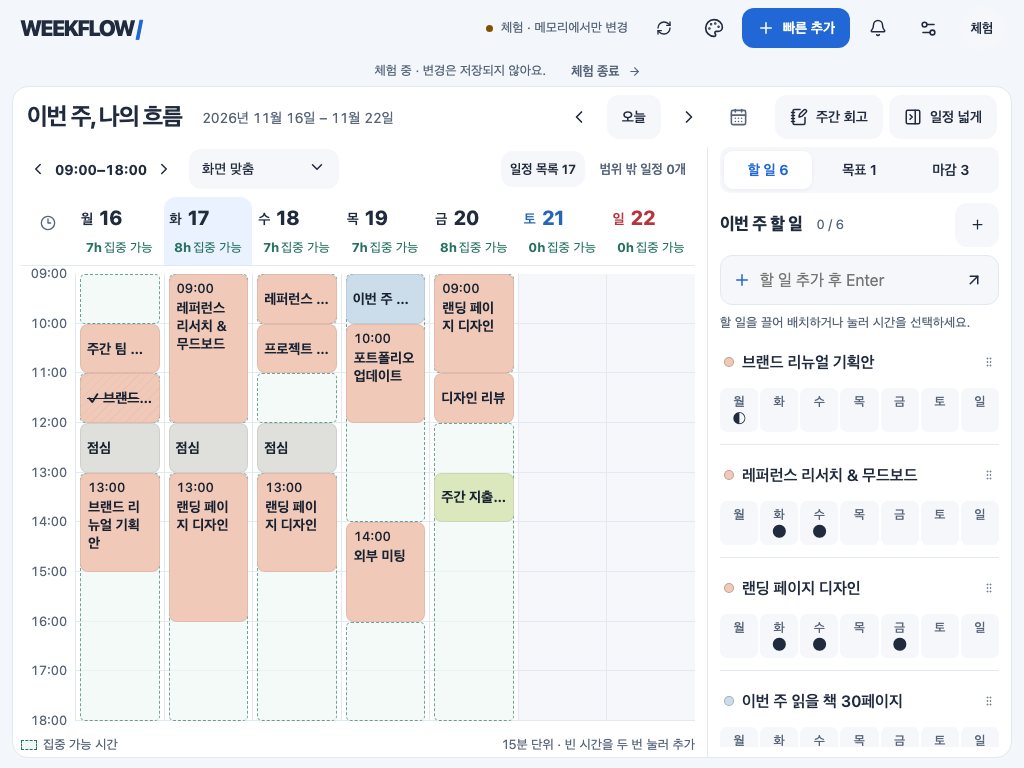 WEEKFLOW/
체험 · 메모리에서만 변경
빠른 추가
체험
체험 중 · 변경은 저장되지 않아요.
체험 종료 →
이번 주, 나의 흐름
2026년 11월 16일 – 11월 22일
오늘
주간 회고
일정 넓게
09:00–18:00
화면 맞춤
일정 목록 17
범위 밖 일정 0개
월 16
화 17
수 18
목 19
금 20
토 21
일 22
7h 집중 가능
8h 집중 가능
7h 집중 가능
7h 집중 가능
8h 집중 가능
0h 집중 가능
0h 집중 가능
09:00
10:00
11:00
12:00
13:00
14:00
15:00
16:00
17:00
18:00
주간 팀 ...
브랜드...
점심
13:00
브랜드 리
뉴얼 기획
안
09:00
레퍼런스
리서치 &
무드보드
점심
13:00
랜딩 페이
지 디자인
레퍼런스 ...
프로젝트 ...
점심
13:00
랜딩 페이
지 디자인
이번 주 ...
10:00
포트폴리오
업데이트
14:00
외부 미팅
09:00
랜딩 페이
지 디자인
디자인 리뷰
주간 지출...
집중 가능 시간
15분 단위 · 빈 시간을 두 번 눌러 추가
할 일 6
목표 1
마감 3
이번 주 할 일
0 / 6
할 일 추가 후 Enter
할 일을 끌어 배치하거나 눌러 시간을 선택하세요.
브랜드 리뉴얼 기획안
월 화 수 목 금 토 일
레퍼런스 리서치 & 무드보드
월 화 수 목 금 토 일
랜딩 페이지 디자인
월 화 수 목 금 토 일
이번 주 읽을 책 30페이지
월 화 수 목 금 토 일